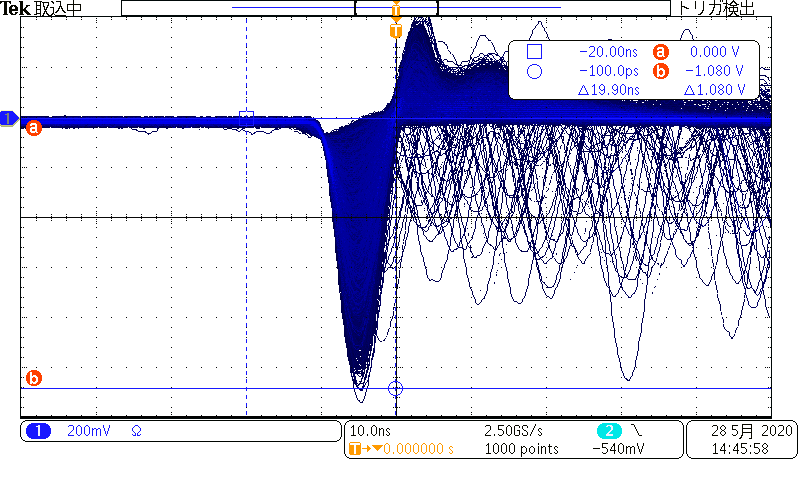 Tek 取込中
トリガ検出
T
T
-20.00ns a 0.000 V
-100.0ps b -1.080 V
△19.90ns △1.080 V
1
a
b
1 200mV Ω
10.0ns 2.50GS/s 2 \
T→▼0.000000 s 1000 points -540mV
28 5月 2020
14:45:58